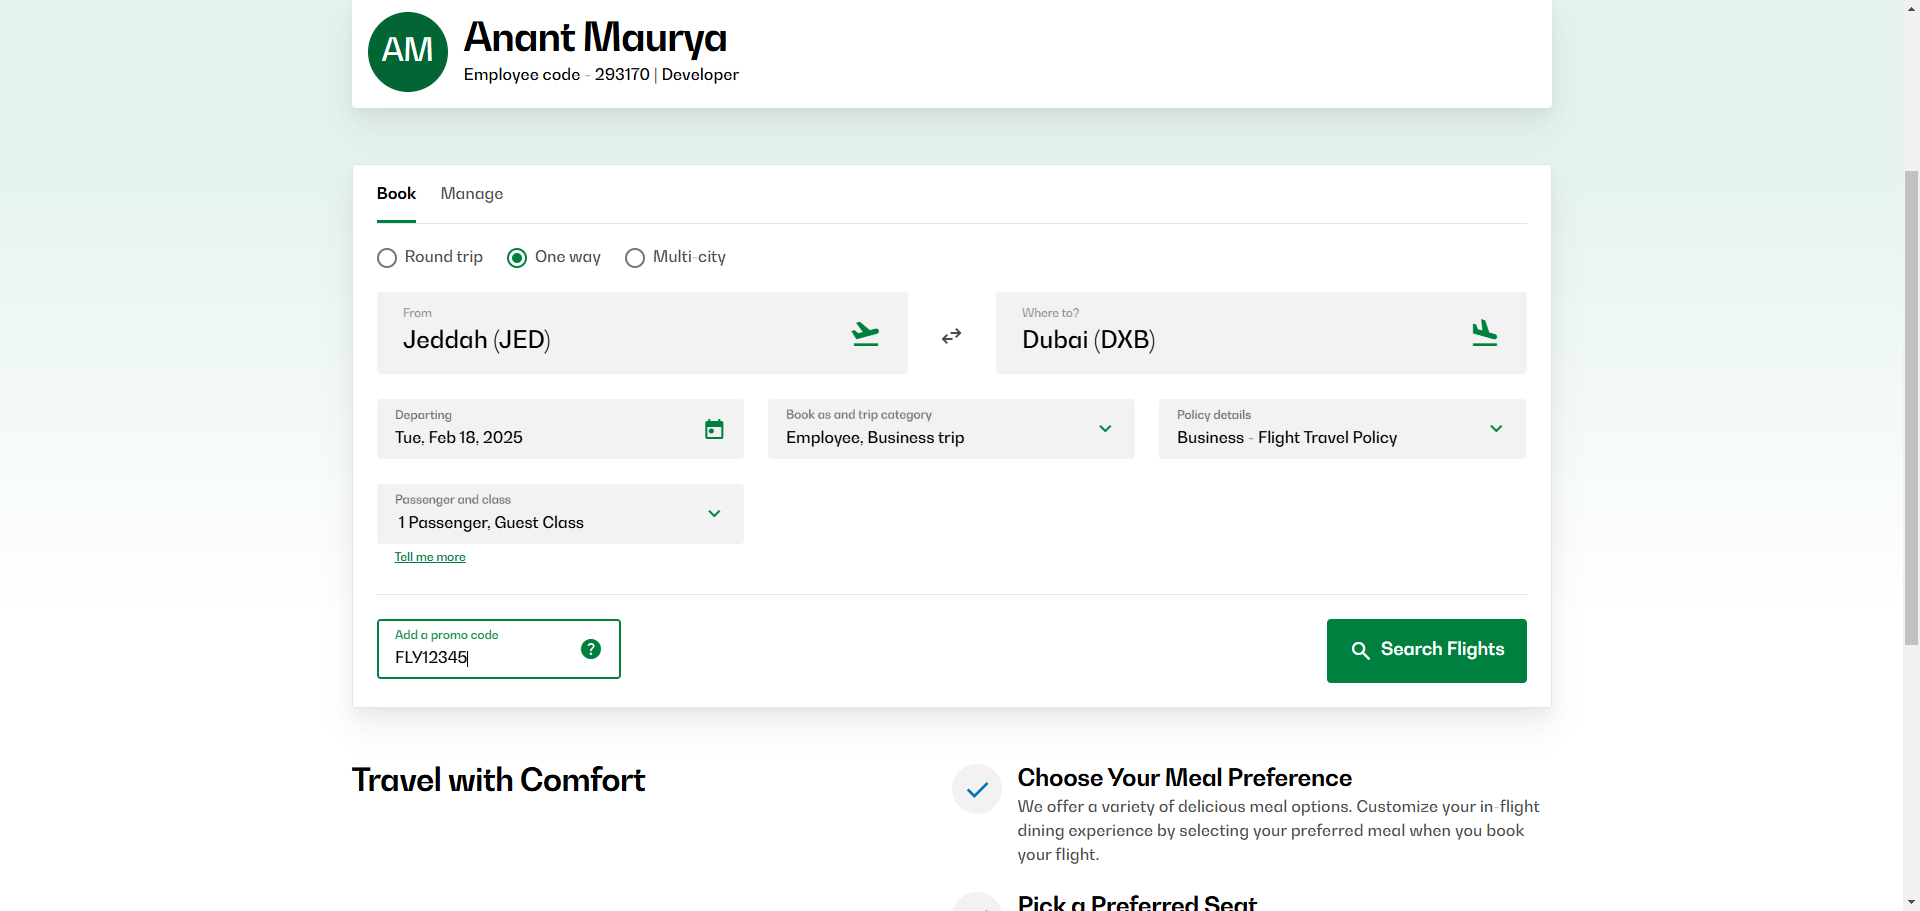 AM
Anant Maurya
Employee code - 293170 | Developer
Book Manage
Round trip One way Multi-city
From
Jeddah (JED)
Where to?
Dubai (DXB)
Departing
Tue, Feb 18, 2025
Book as and trip category
Employee, Business trip
Policy details
Business - Flight Travel Policy
Passenger and class
1 Passenger, Guest Class
Tell me more
Add a promo code
FLY12345
?
Search Flights
Travel with Comfort
Choose Your Meal Preference
We offer a variety of delicious meal options. Customize your in-flight
dining experience by selecting your preferred meal when you book
your flight.
Pick a Preferred Seat